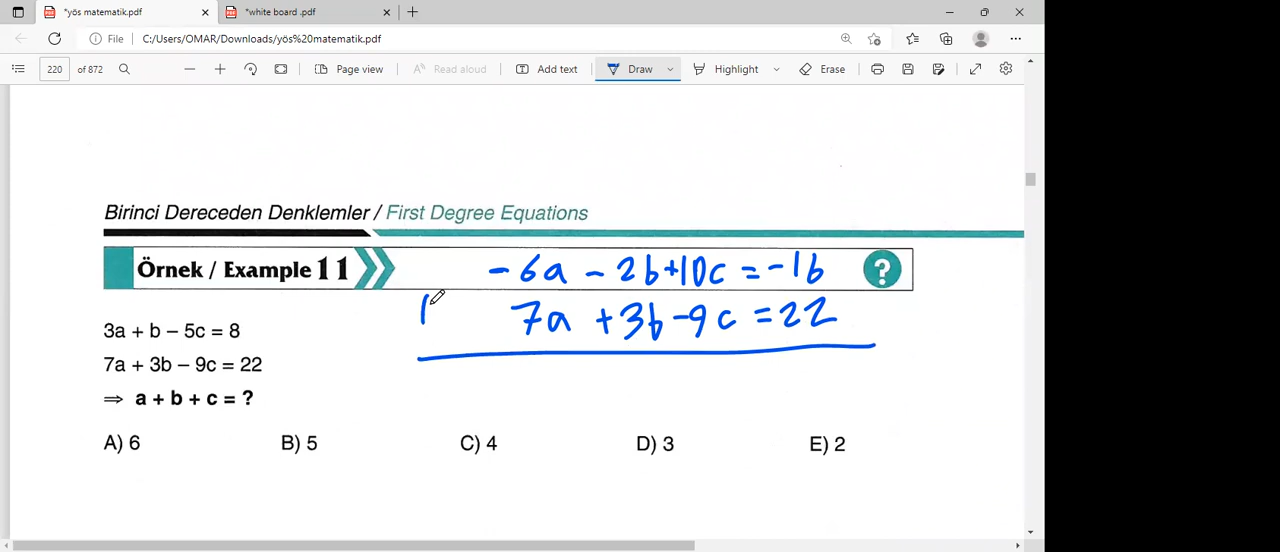 *yös matematik.pdf
*white board .pdf
File C:/Users/OMAR/Downloads/yös%20matematik.pdf
220 of 872 Page view Read aloud Add text Draw Highlight Erase
Birinci Dereceden Denklemler / First Degree Equations
Örnek / Example 11
-6a - 2b+10c = -16
7a +3b -9c = 22
3a + b – 5c = 8
7a + 3b – 9c = 22
⇒ a + b + c = ?
A) 6 B) 5 C) 4 D) 3 E) 2